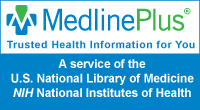 MedlinePlus®
Trusted Health Information for You
A service of the
U.S. National Library of Medicine
NIH National Institutes of Health